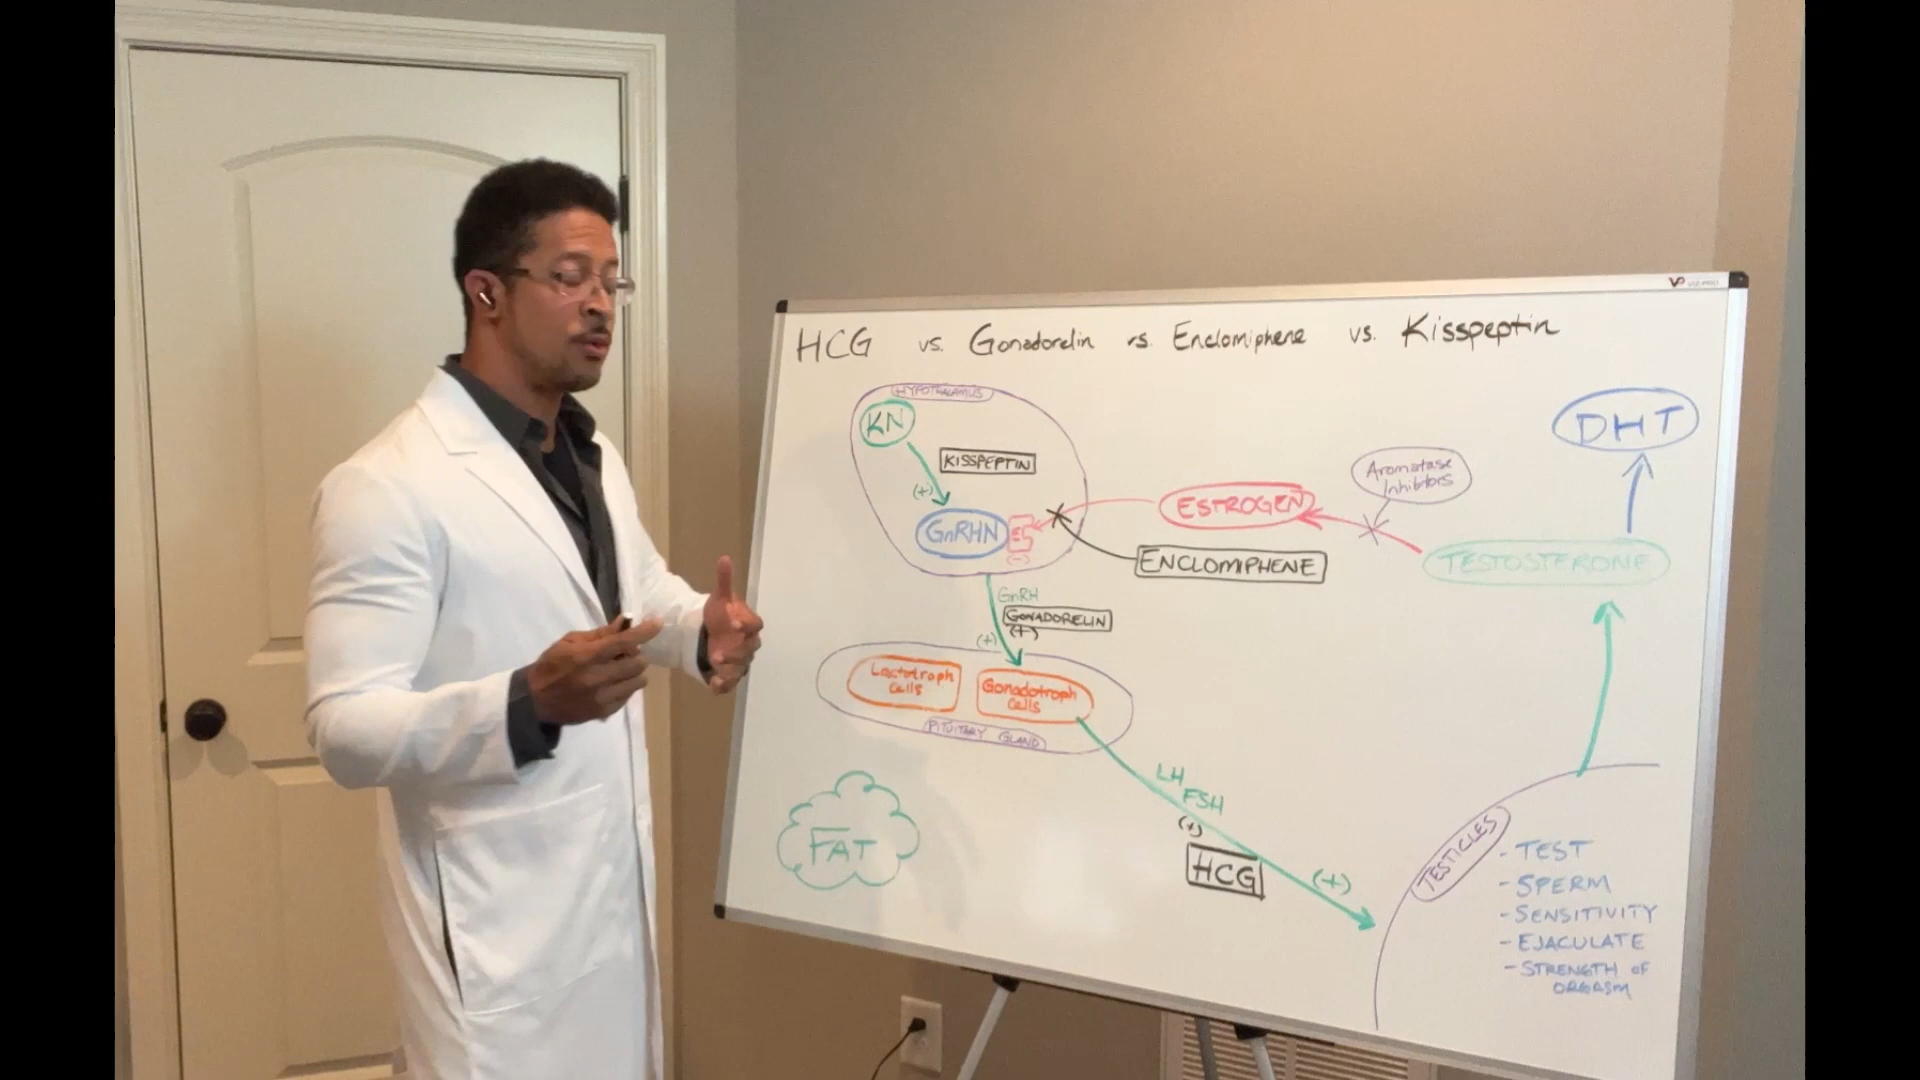 HCG vs. Gonadorelin vs. Enclomiphene vs. Kisspeptin
HYPOTHALAMUS
KN
KISSPEPTIN
(+)
GnRHN
(-)
ESTROGEN
Aromatase
Inhibitors
DHT
ENCLOMIPHENE
TESTOSTERONE
GnRH
GONADORELIN
(+)
(+)
Lactotroph
Cells
Gonadotroph
Cells
PITUITARY GLAND
LH
FSH
(+)
HCG
(+)
FAT
TESTICLES
- TEST
- SPERM
- SENSITIVITY
- EJACULATE
- STRENGTH OF
ORGASM